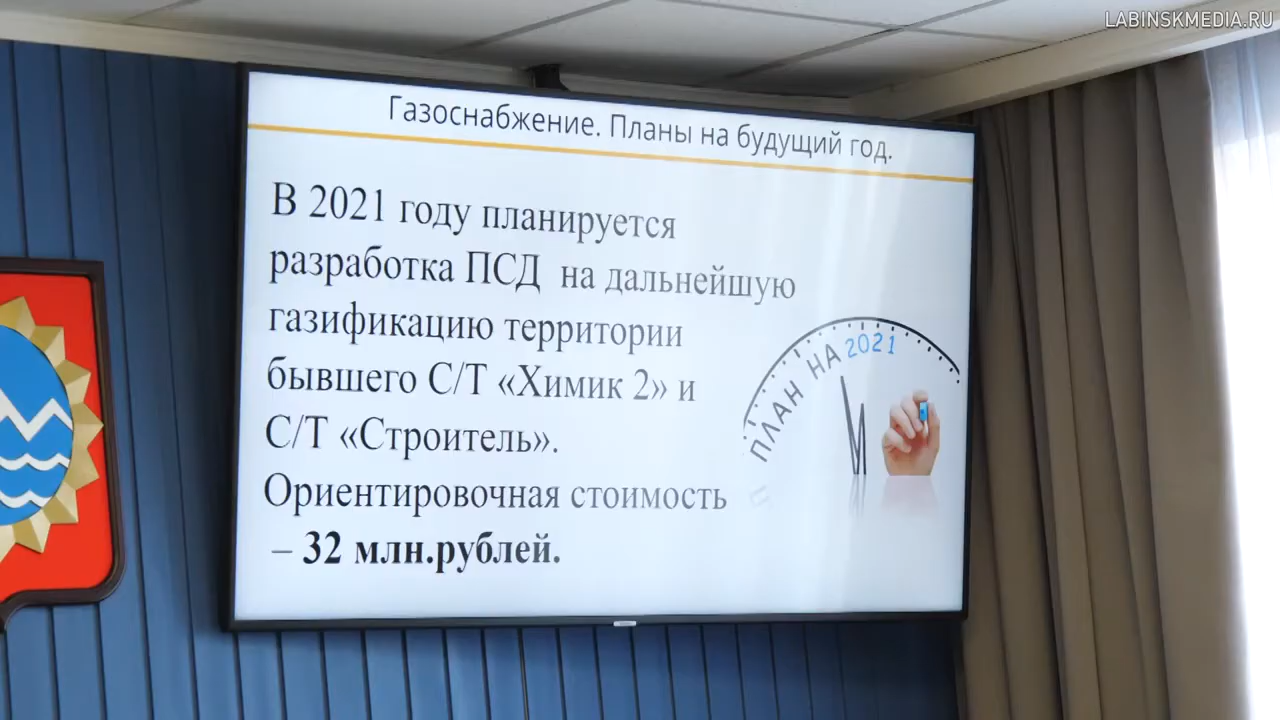 LABINSKMEDIA.RU
Газоснабжение. Планы на будущий год.
В 2021 году планируется
разработка ПСД на дальнейшую
газификацию территории
бывшего С/Т «Химик 2» и
С/Т «Строитель».
Ориентировочная стоимость
– 32 млн.рублей.
ПЛАН НА 2021